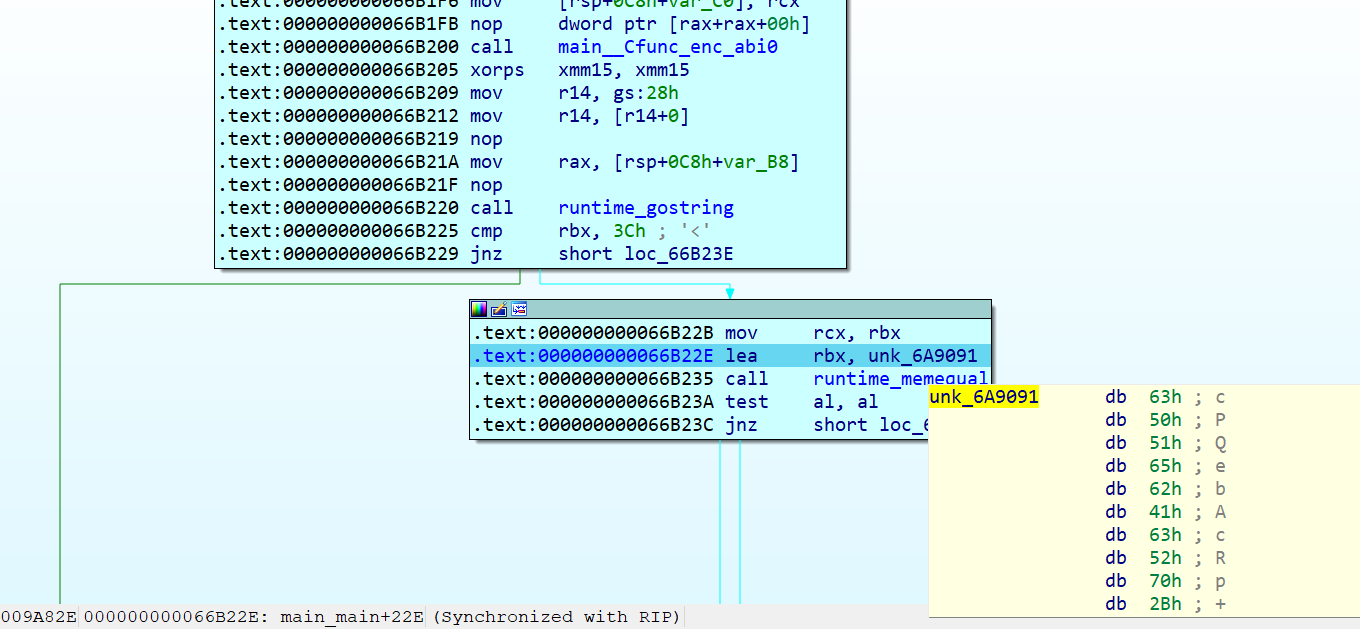 .text:000000000066B1F6 mov [rsp+0C8h+var_C0], rcx
.text:000000000066B1FB nop dword ptr [rax+rax+00h]
.text:000000000066B200 call main__Cfunc_enc_abi0
.text:000000000066B205 xorps xmm15, xmm15
.text:000000000066B209 mov r14, gs:28h
.text:000000000066B212 mov r14, [r14+0]
.text:000000000066B219 nop
.text:000000000066B21A mov rax, [rsp+0C8h+var_B8]
.text:000000000066B21F nop
.text:000000000066B220 call runtime_gostring
.text:000000000066B225 cmp rbx, 3Ch ; '<'
.text:000000000066B229 jnz short loc_66B23E
.text:000000000066B22B mov rcx, rbx
.text:000000000066B22E lea rbx, unk_6A9091
.text:000000000066B235 call runtime_memequal
.text:000000000066B23A test al, al
.text:000000000066B23C jnz short loc_6
unk_6A9091 db 63h ; c
db 50h ; P
db 51h ; Q
db 65h ; e
db 62h ; b
db 41h ; A
db 63h ; c
db 52h ; R
db 70h ; p
db 2Bh ; +
009A82E 000000000066B22E: main_main+22E (Synchronized with RIP)